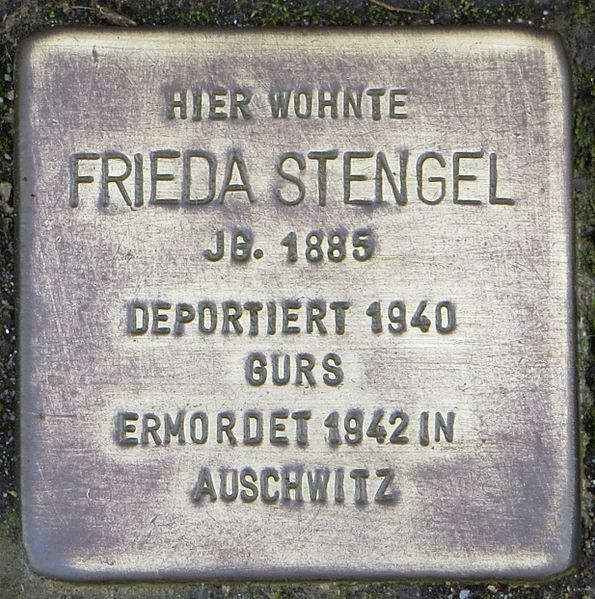 HIER WOHNTE
FRIEDA STENGEL
JG. 1885
DEPORTIERT 1940
GURS
ERMORDET 1942 IN
AUSCHWITZ